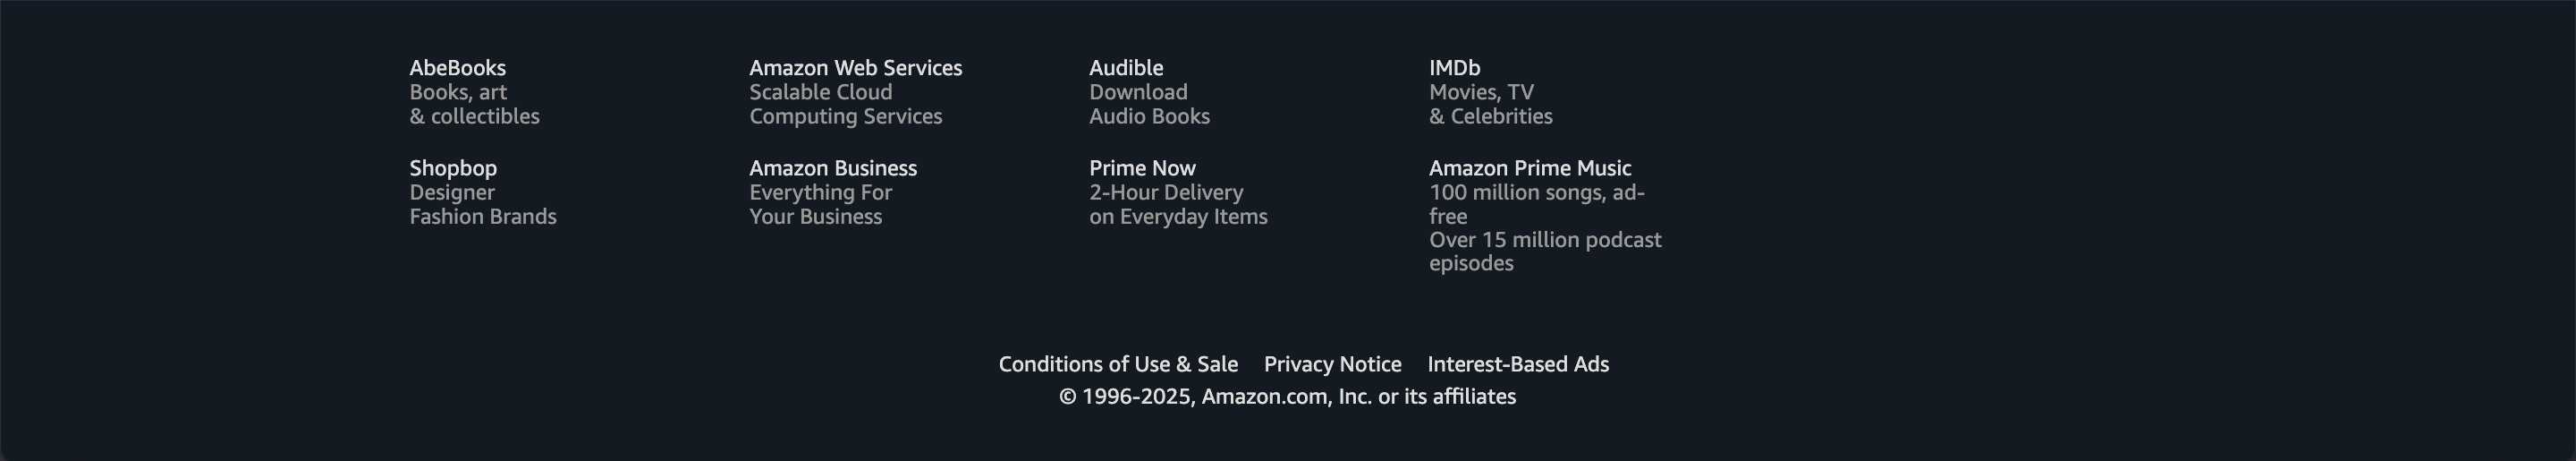 AbeBooks
Books, art
& collectibles
Amazon Web Services
Scalable Cloud
Computing Services
Audible
Download
Audio Books
IMDb
Movies, TV
& Celebrities
Shopbop
Designer
Fashion Brands
Amazon Business
Everything For
Your Business
Prime Now
2-Hour Delivery
on Everyday Items
Amazon Prime Music
100 million songs, ad-
free
Over 15 million podcast
episodes
Conditions of Use & Sale Privacy Notice Interest-Based Ads
© 1996-2025, Amazon.com, Inc. or its affiliates